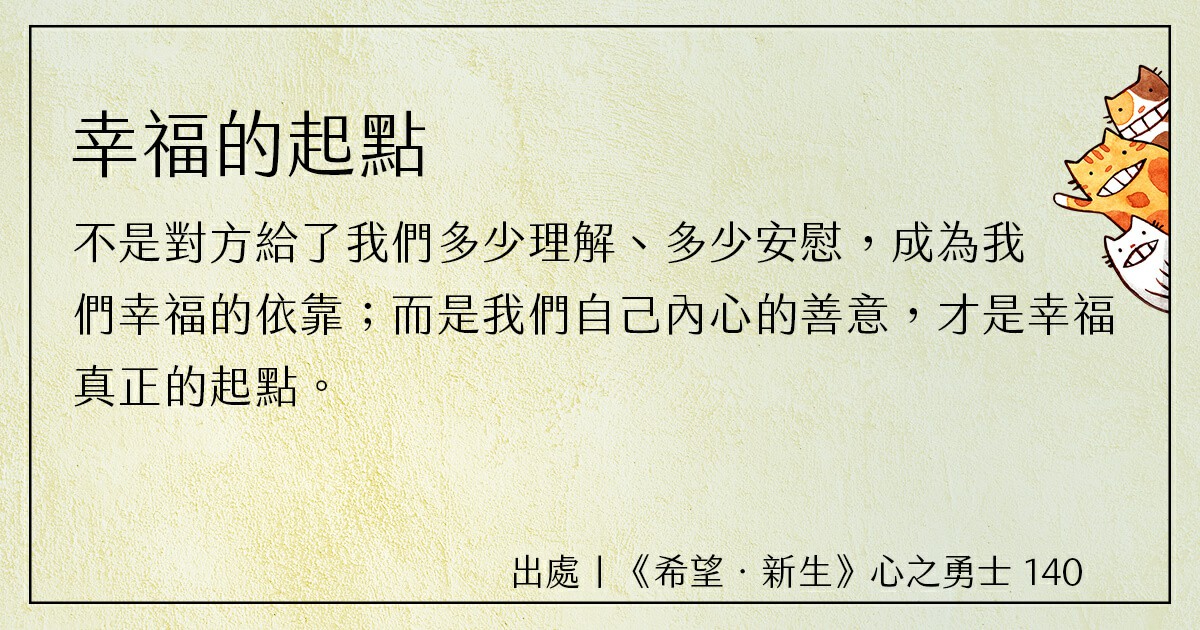 幸福的起點
不是對方給了我們多少理解、多少安慰，成為我
們幸福的依靠；而是我們自己內心的善意，才是幸福
真正的起點。
出處｜《希望．新生》心之勇士 140